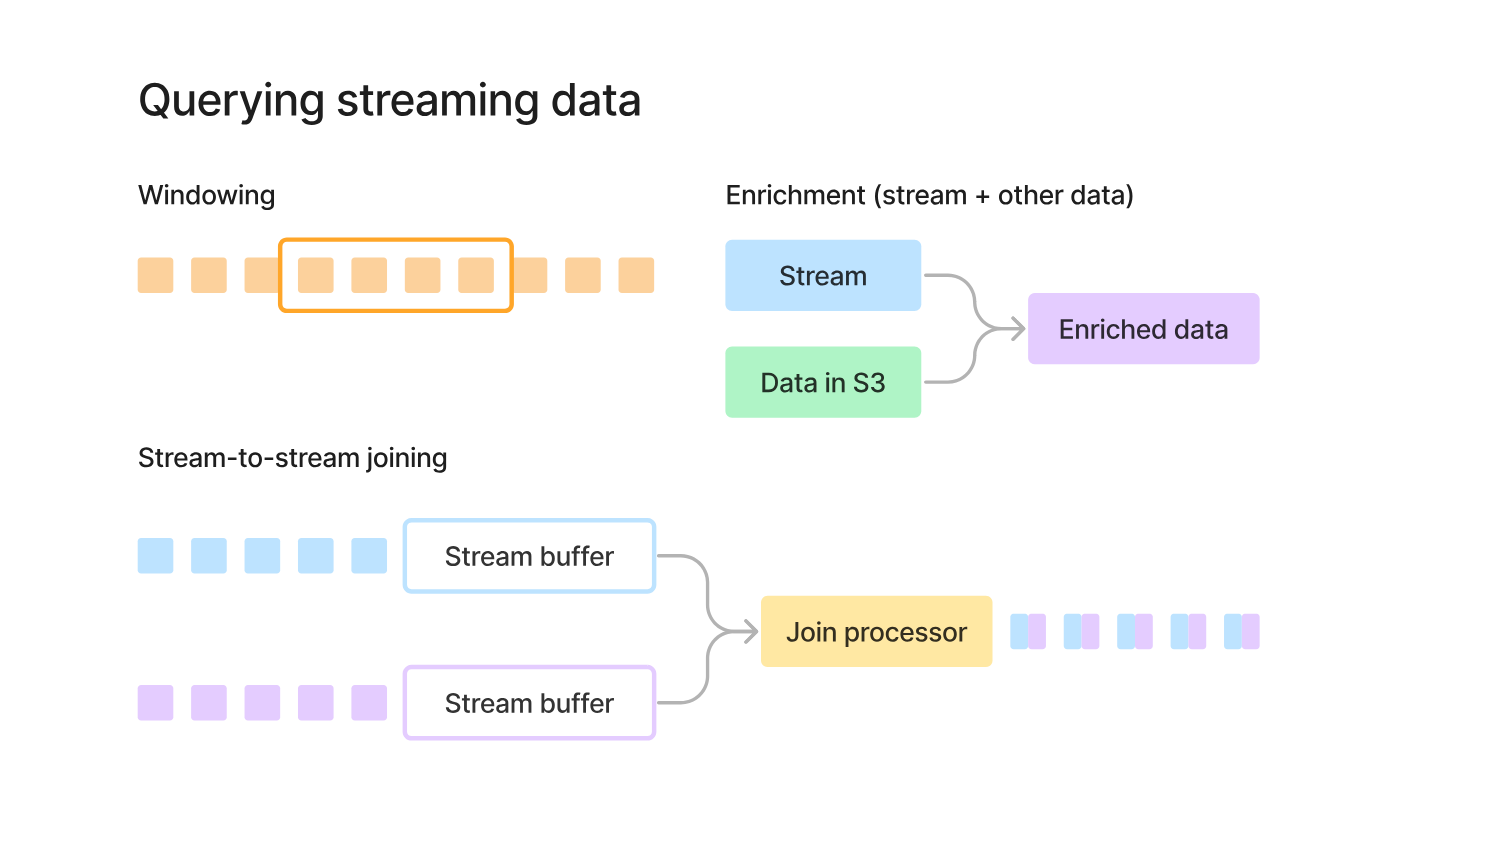 Querying streaming data
Windowing
Enrichment (stream + other data)
Stream
Data in S3
Enriched data
Stream-to-stream joining
Stream buffer
Stream buffer
Join processor